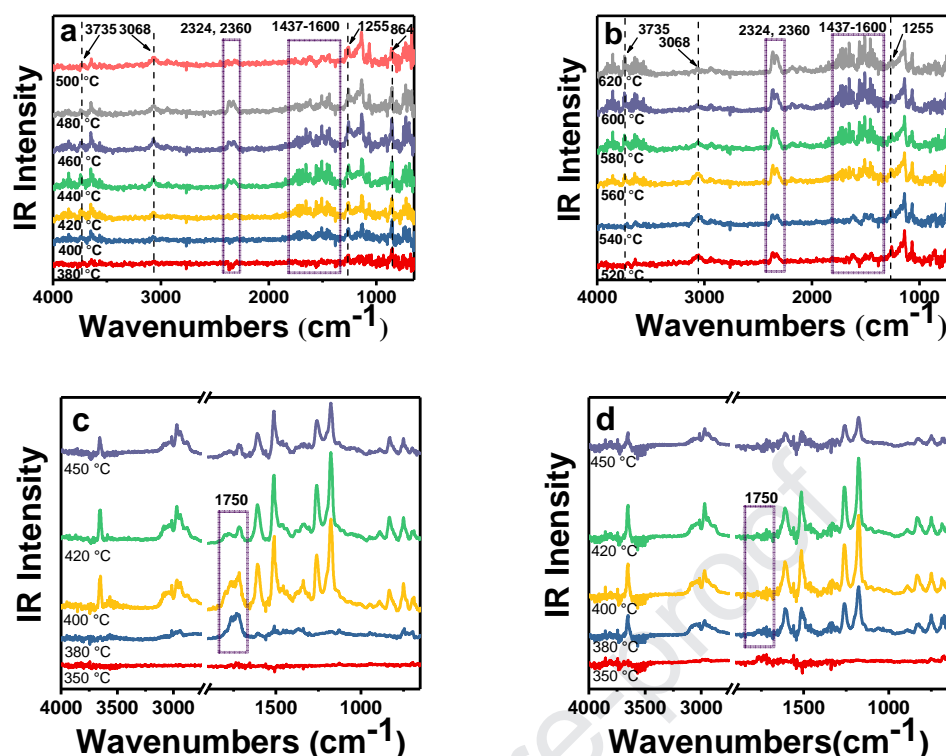 a
3735 3068 2324, 2360 1437-1600 1255
864
500 °C
480 °C
460 °C
440 °C
420 °C
400 °C
380 °C
IR Intensity
4000 3000 2000 1000
Wavenumbers (cm-1)
b
3735 2324, 2360 1437-1600 1255
3068
620 °C
600 °C
580 °C
560 °C
540 °C
520 °C
IR Intensity
4000 3000 2000 1000
Wavenumbers (cm-1)
c
450 °C
1750
420 °C
400 °C
380 °C
350 °C
IR Intensity
4000 3500 3000 1500 1000
Wavenumbers (cm-1)
d
450 °C
1750
420 °C
400 °C
380 °C
350 °C
IR Inensity
4000 3500 3000 1500 1000
Wavenumbers(cm-1)
re-proof